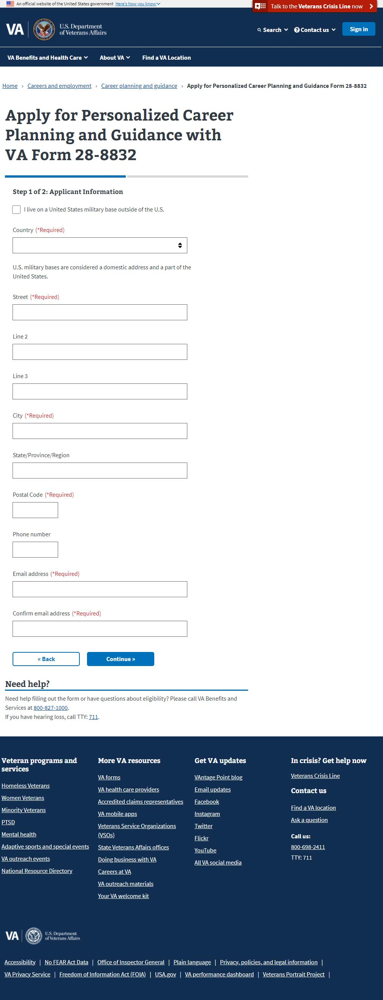 An official website of the United States government Here's how you know
Talk to the Veterans Crisis Line now
VA U.S. Department
of Veterans Affairs
Search Contact us Sign in
VA Benefits and Health Care About VA Find a VA Location
Home › Careers and employment › Career planning and guidance › Apply for Personalized Career Planning and Guidance Form 28-8832
Apply for Personalized Career
Planning and Guidance with
VA Form 28-8832
Step 1 of 2: Applicant Information
I live on a United States military base outside of the U.S.
Country (*Required)
U.S. military bases are considered a domestic address and a part of the
United States.
Street (*Required)
Line 2
Line 3
City (*Required)
State/Province/Region
Postal Code (*Required)
Phone number
Email address (*Required)
Confirm email address (*Required)
« Back Continue »
Need help?
Need help filling out the form or have questions about eligibility? Please call VA Benefits and
Services at 800-827-1000.
If you have hearing loss, call TTY: 711.
Veteran programs and
services
Homeless Veterans
Women Veterans
Minority Veterans
PTSD
Mental health
Adaptive sports and special events
VA outreach events
National Resource Directory
More VA resources
VA forms
VA health care providers
Accredited claims representatives
VA mobile apps
Veterans Service Organizations
(VSOs)
State Veterans Affairs offices
Doing business with VA
Careers at VA
VA outreach materials
Your VA welcome kit
Get VA updates
VAntage Point blog
Email updates
Facebook
Instagram
Twitter
Flickr
YouTube
All VA social media
In crisis? Get help now
Veterans Crisis Line
Contact us
Find a VA location
Ask a question
Call us:
800-698-2411
TTY: 711
VA U.S. Department
of Veterans Affairs
Accessibility | No FEAR Act Data | Office of Inspector General | Plain language | Privacy, policies, and legal information |
VA Privacy Service | Freedom of Information Act (FOIA) | USA.gov | VA performance dashboard | Veterans Portrait Project |